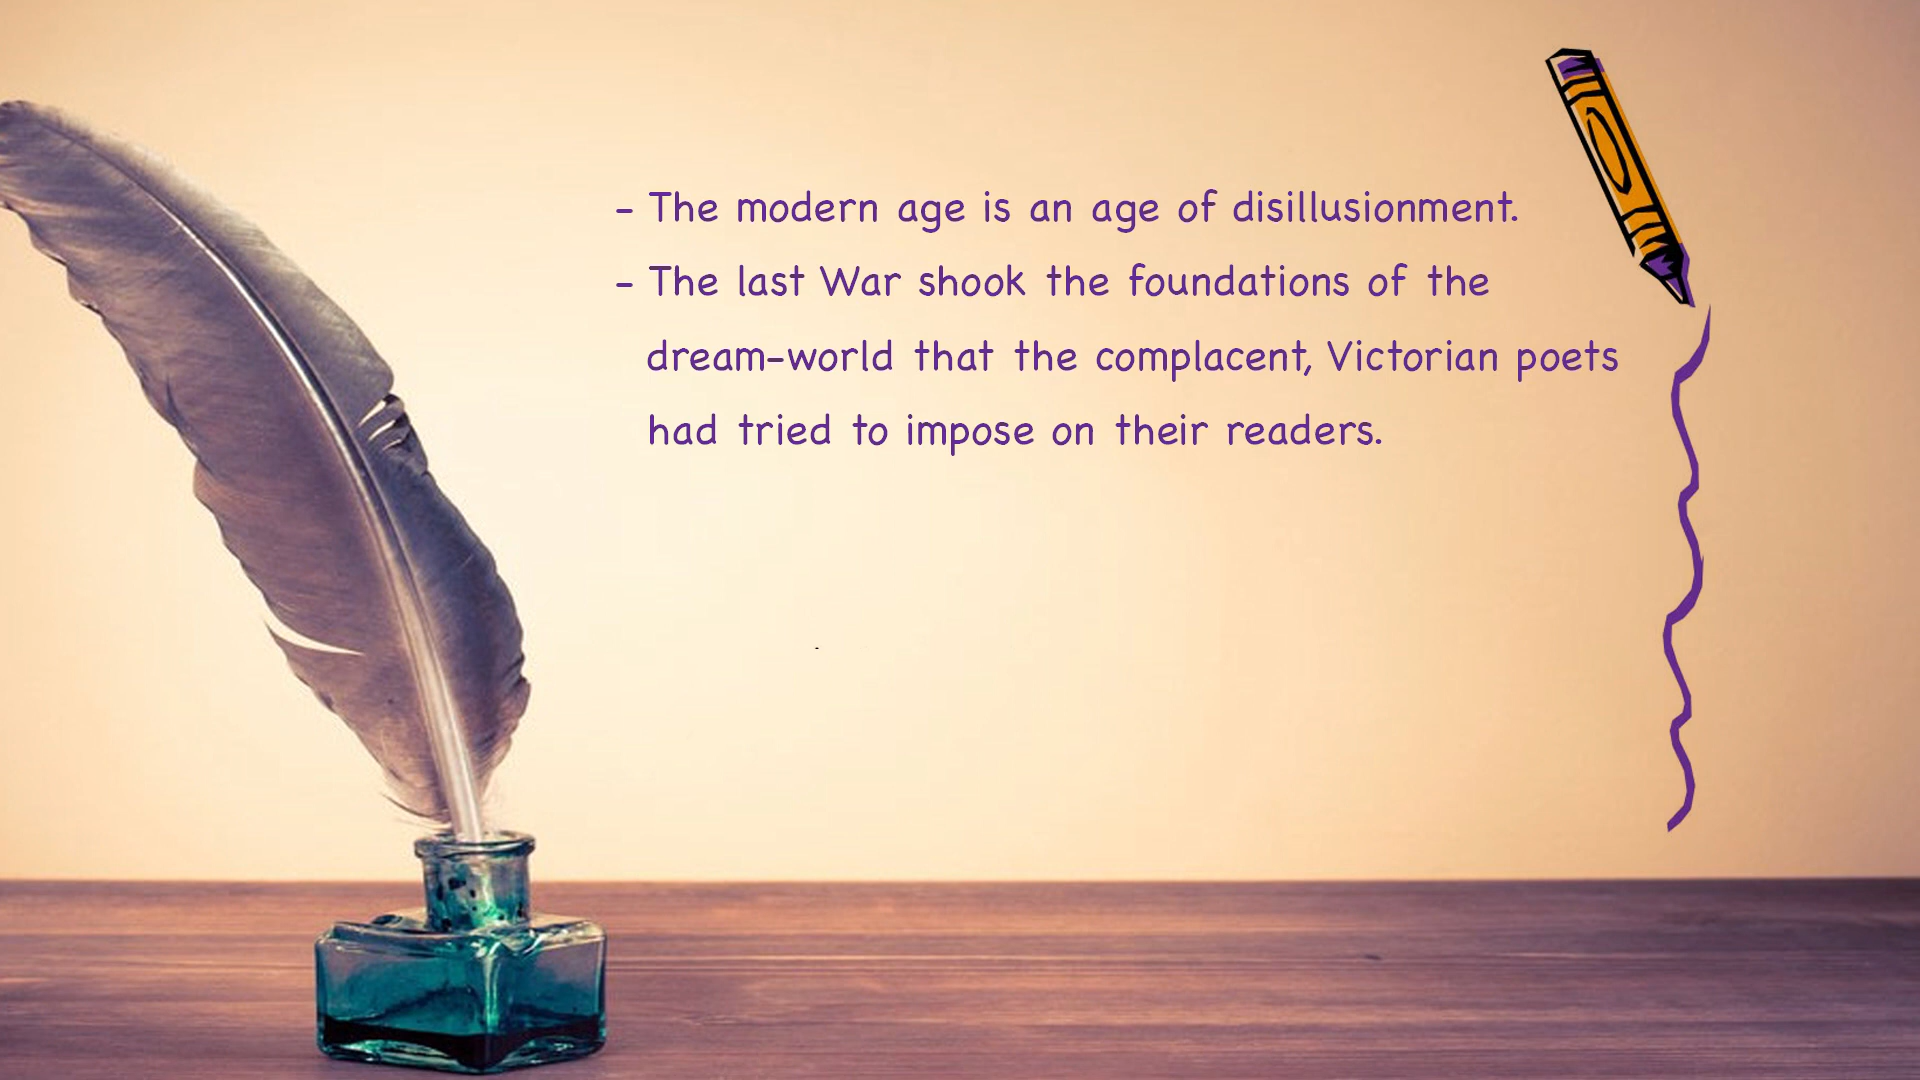 - The modern age is an age of disillusionment.
- The last War shook the foundations of the
dream-world that the complacent, Victorian poets
had tried to impose on their readers.